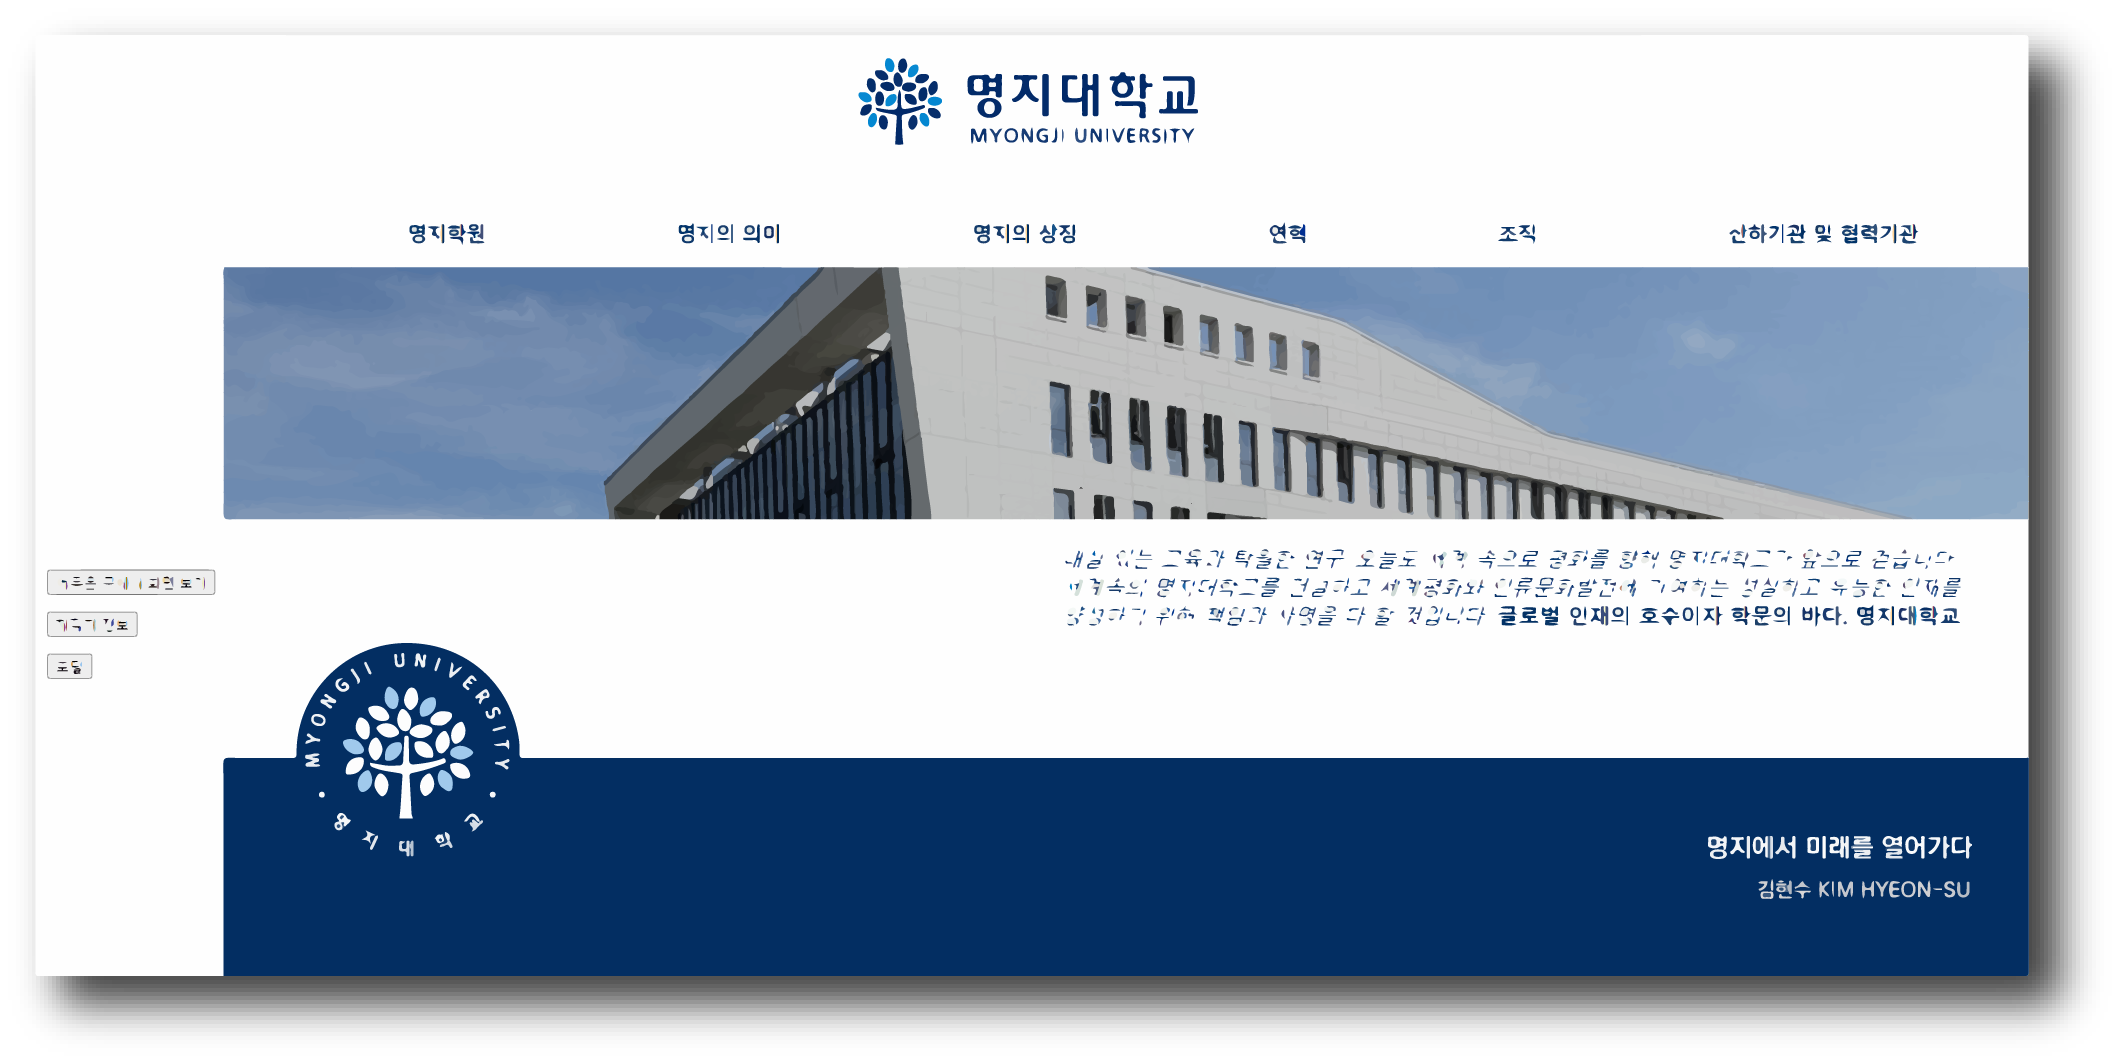 명지대학교
MYONGJI UNIVERSITY
명지학원
명지의 의미
명지의 상징
연혁
조직
산하기관 및 협력기관
내실 있는 교육과 탁월한 연구 오늘도 세계 속으로 평화를 향해 명지대학교가 앞으로 걷습니다
세계속의 명지대학교를 건설하고 세계평화와 인류문화발전에 기여하는 성실하고 유능한 인재를
양성하기 위해 책임과 사명을 다 할 것입니다 글로벌 인재의 호수이자 학문의 바다. 명지대학교
보기
포털
MYONGJI UNIVERSITY
명지대학교
명지에서 미래를 열어가다
김현수 KIM HYEON-SU